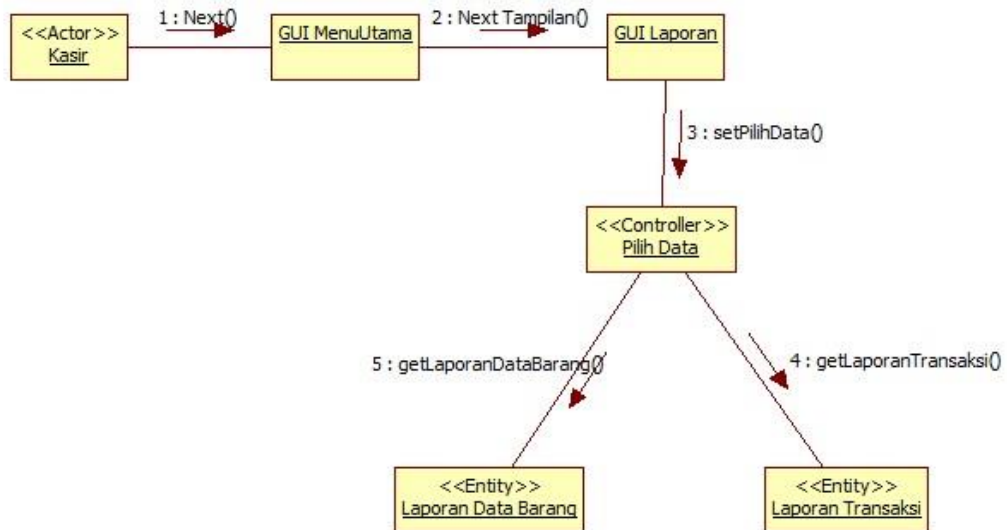 1 : Next()
2 : Next Tampilan()
<<Actor>>
Kasir
GUI MenuUtama
GUI Laporan
3 : setPilihData()
<<Controller>>
Pilih Data
5 : getLaporanDataBarang()
4 : getLaporanTransaksi()
<<Entity>>
Laporan Data Barang
<<Entity>>
Laporan Transaksi